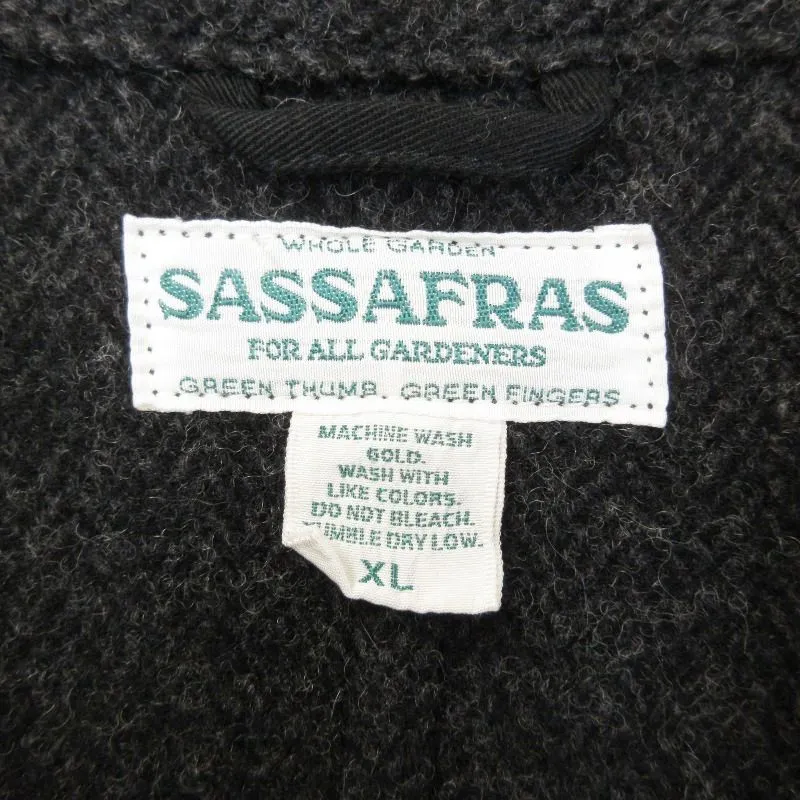 WHOLE GARDEN
SASSAFRAS
FOR ALL GARDENERS
GREEN THUMB GREEN FINGERS
MACHINE WASH
GOLD.
WASH WITH
LIKE COLORS.
DO NOT BLEACH.
TUMBLE DRY LOW.
XL